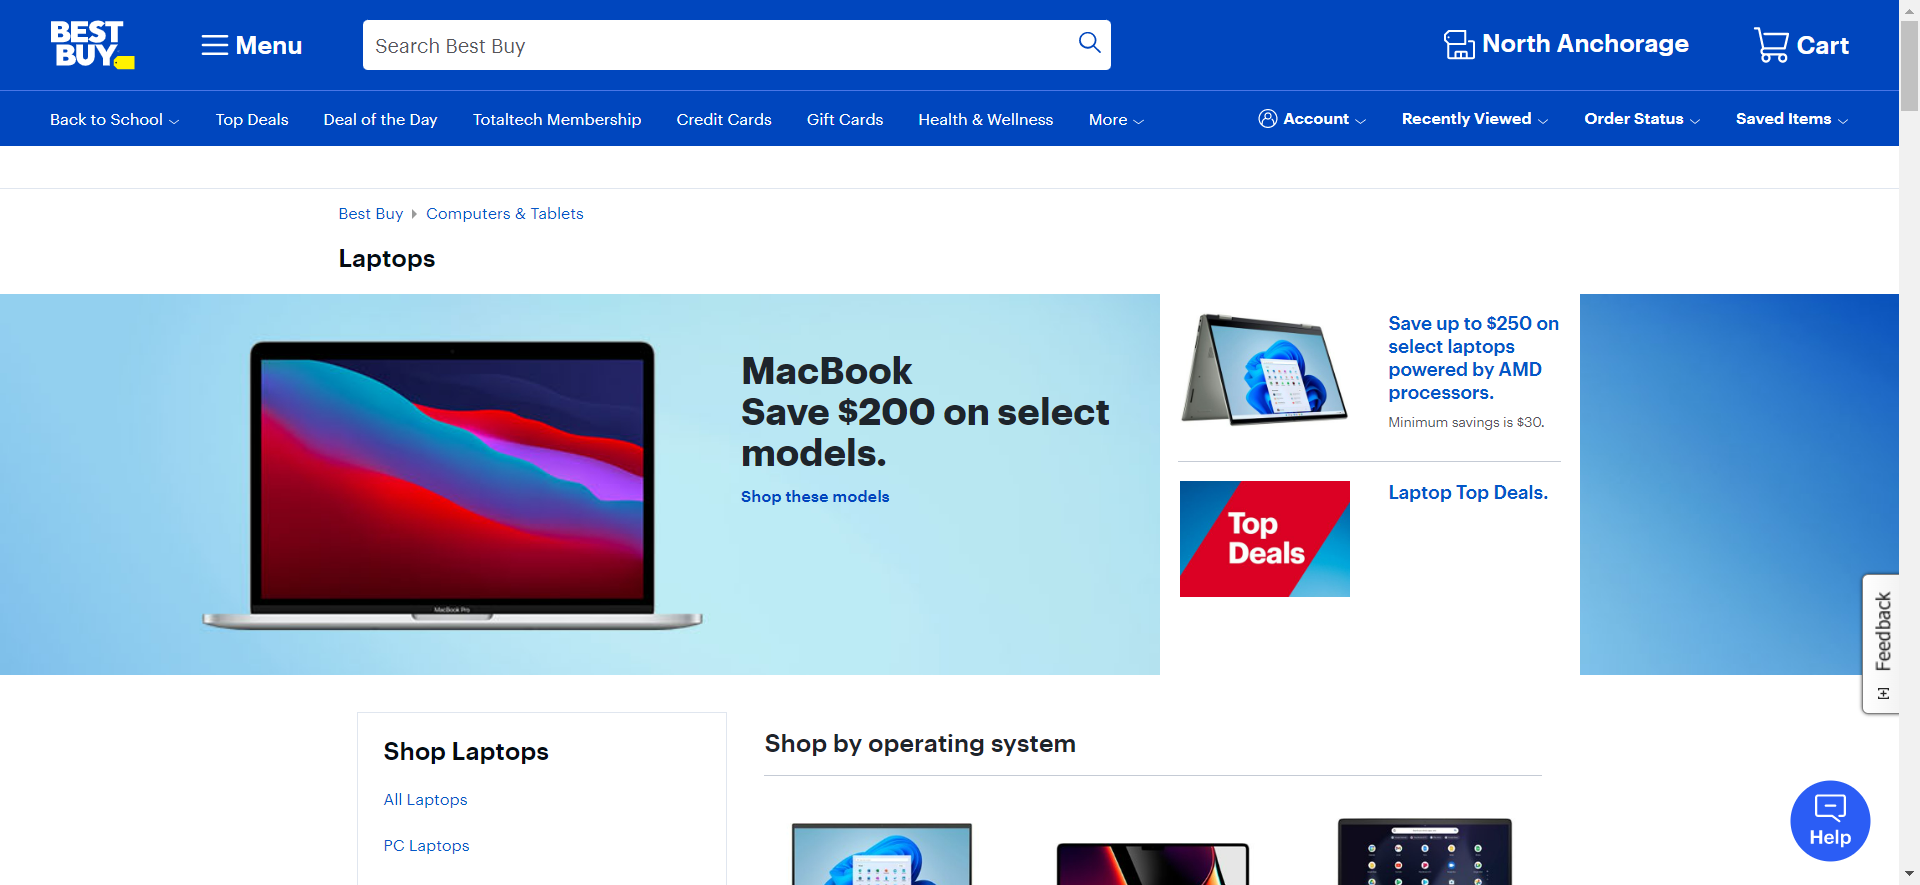 BEST BUY
Menu
Search Best Buy
North Anchorage
Cart
Back to School
Top Deals
Deal of the Day
Totaltech Membership
Credit Cards
Gift Cards
Health & Wellness
More
Account
Recently Viewed
Order Status
Saved Items
Best Buy
Computers & Tablets
Laptops
MacBook
Save $200 on select
models.
Shop these models
MacBook Pro
Save up to $250 on
select laptops
powered by AMD
processors.
Minimum savings is $30.
Top
Deals
Laptop Top Deals.
Feedback
[+]
Shop Laptops
All Laptops
PC Laptops
Shop by operating system
Help